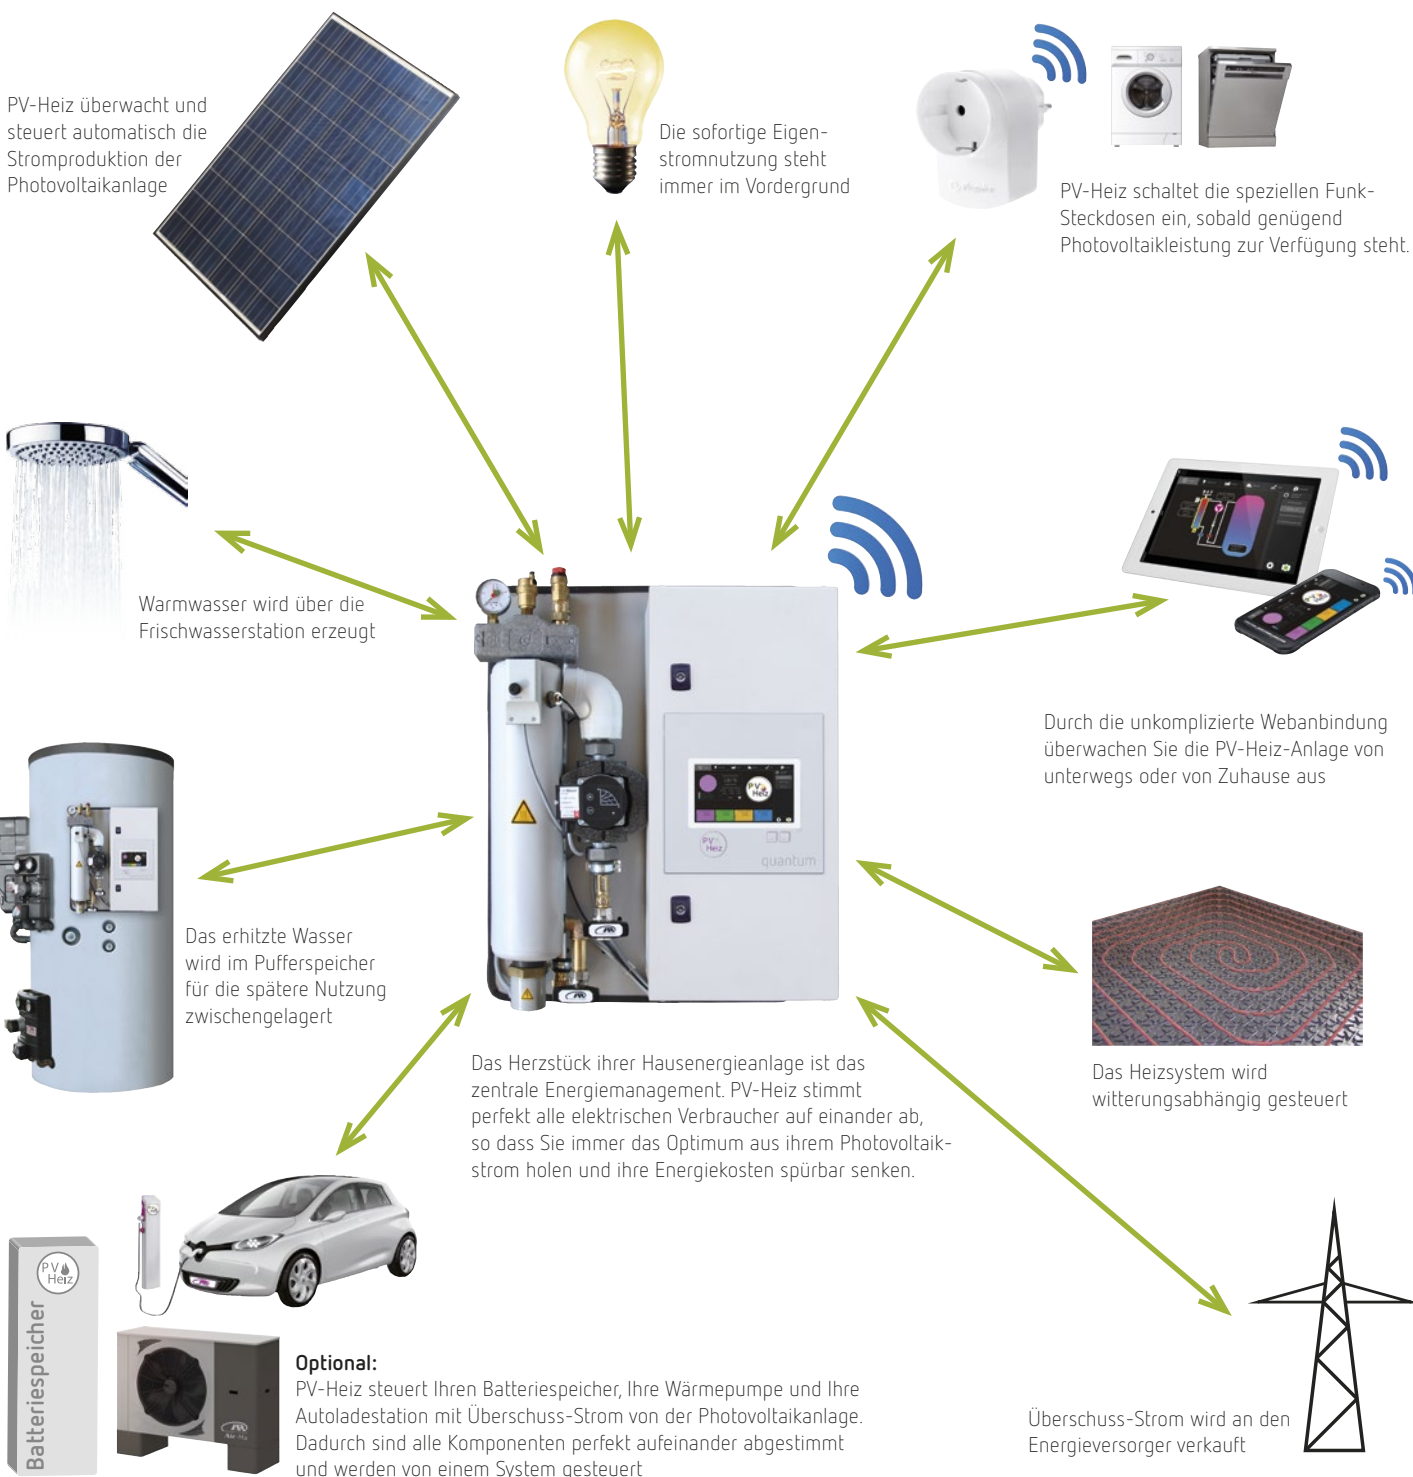 PV-Heiz überwacht und
steuert automatisch die
Stromproduktion der
Photovoltaikanlage
Die sofortige Eigen-
stromnutzung steht
immer im Vordergrund
PV-Heiz schaltet die speziellen Funk-
Steckdosen ein, sobald genügend
Photovoltaikleistung zur Verfügung steht.
Warmwasser wird über die
Frischwasserstation erzeugt
Durch die unkomplizierte Webanbindung
überwachen Sie die PV-Heiz-Anlage von
unterwegs oder von Zuhause aus
PV
Heiz
PV
Heiz
quantum
Das erhitzte Wasser
wird im Pufferspeicher
für die spätere Nutzung
zwischengelagert
Das Herzstück ihrer Hausenergieanlage ist das
zentrale Energiemanagement. PV-Heiz stimmt
perfekt alle elektrischen Verbraucher auf einander ab,
so dass Sie immer das Optimum aus ihrem Photovoltaik-
strom holen und ihre Energiekosten spürbar senken.
Das Heizsystem wird
witterungsabhängig gesteuert
PV
Heiz
Batteriespeicher
Optional:
PV-Heiz steuert Ihren Batteriespeicher, Ihre Wärmepumpe und Ihre
Autoladestation mit Überschuss-Strom von der Photovoltaikanlage.
Dadurch sind alle Komponenten perfekt aufeinander abgestimmt
und werden von einem System gesteuert
Überschuss-Strom wird an den
Energieversorger verkauft